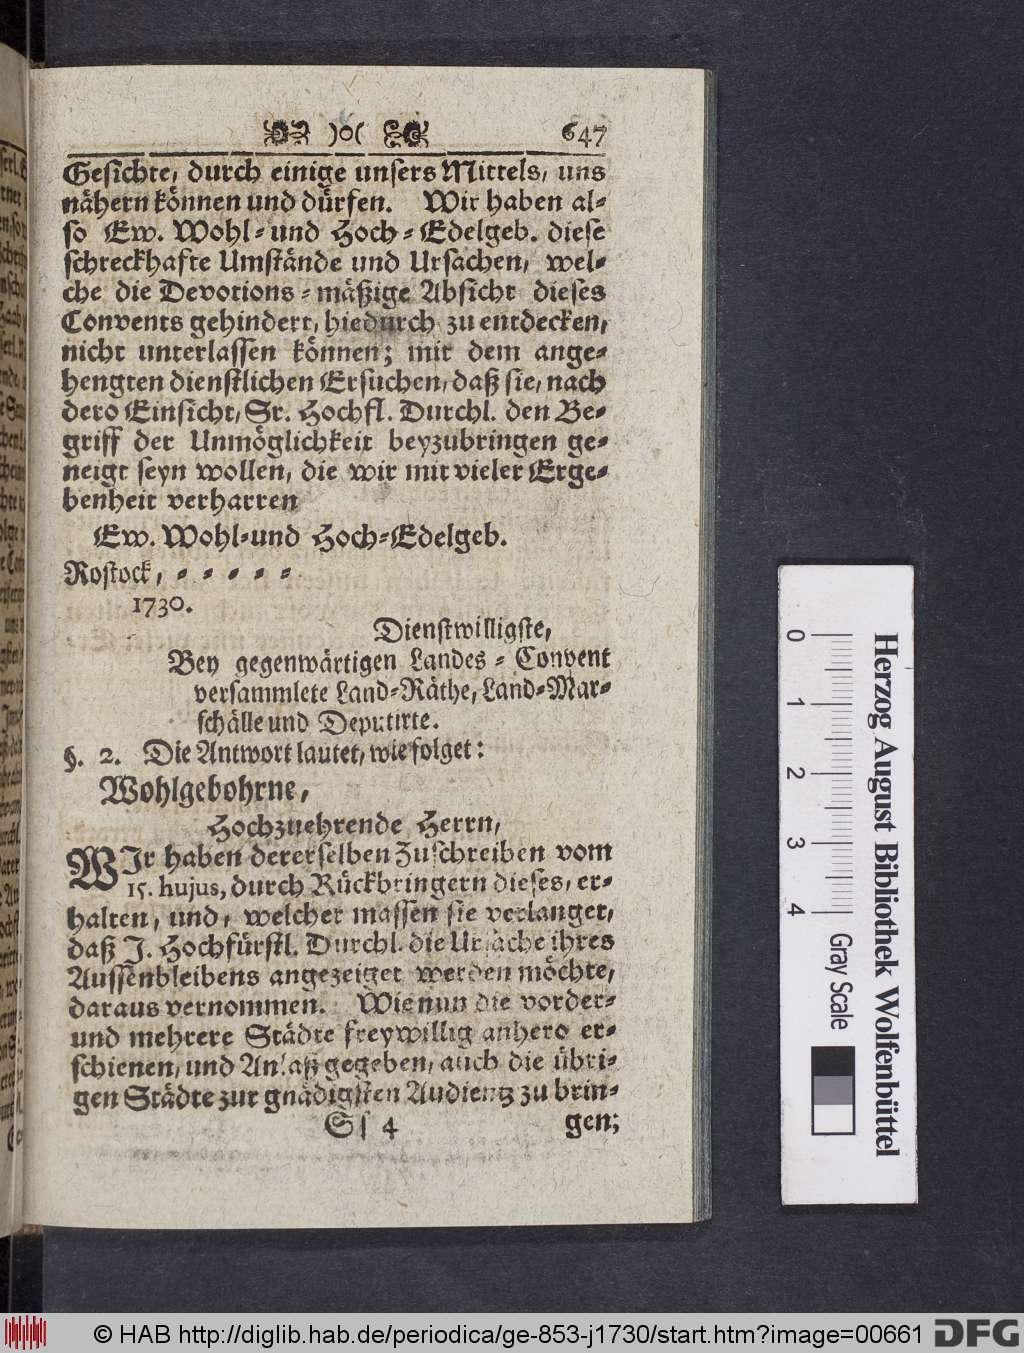 )o( 647
Gesichte, durch einige unsers Mittels, uns
nähern können und dürfen. Wir haben al-
so Ew. Wohl- und Hoch-Edelgeb. diese
schreckhafte Umstände und Ursachen, wel-
che die Devotions-mäßige Absicht dieses
Convents gehindert, hiedurch zu entdecken,
nicht unterlassen können; mit dem ange-
hengten dienstlichen Ersuchen, daß sie, nach
dero Einsicht, Sr. Hochfl. Durchl. den Be-
griff der Unmöglichkeit beyzubringen ge-
neigt seyn wollen, die wir mit vieler Erge-
benheit verharren
Ew. Wohl-und Hoch-Edelgeb.
Rostock, - - - - -
1730.
Dienstwilligste,
Bey gegenwärtigen Landes-Convent
versammlete Land-Räthe, Land-Mar-
schälle und Deputirte.
§. 2. Die Antwort lautet, wie folget:
Wohlgebohrne,
Hochzuehrende Herrn,
WIr haben dererselben Zuschreiben vom
15. hujus, durch Rückbringern dieses, er-
halten, und, welcher massen sie verlanget,
daß J. Hochfürstl. Durchl. die Ursache ihres
Aussenbleibens angezeiget werden möchte,
daraus vernommen. Wie nun die vorder-
und mehrere Städte freywillig anhero er-
schienen, und Anlaß gegeben, auch die übri-
gen Städte zur gnädigsten Audientz zu brin-
Ss 4 gen;
0 1 2 3 4
Gray Scale
Herzog August Bibliothek Wolfenbüttel
© HAB http://diglib.hab.de/periodica/ge-853-j1730/start.htm?image=00661 DFG